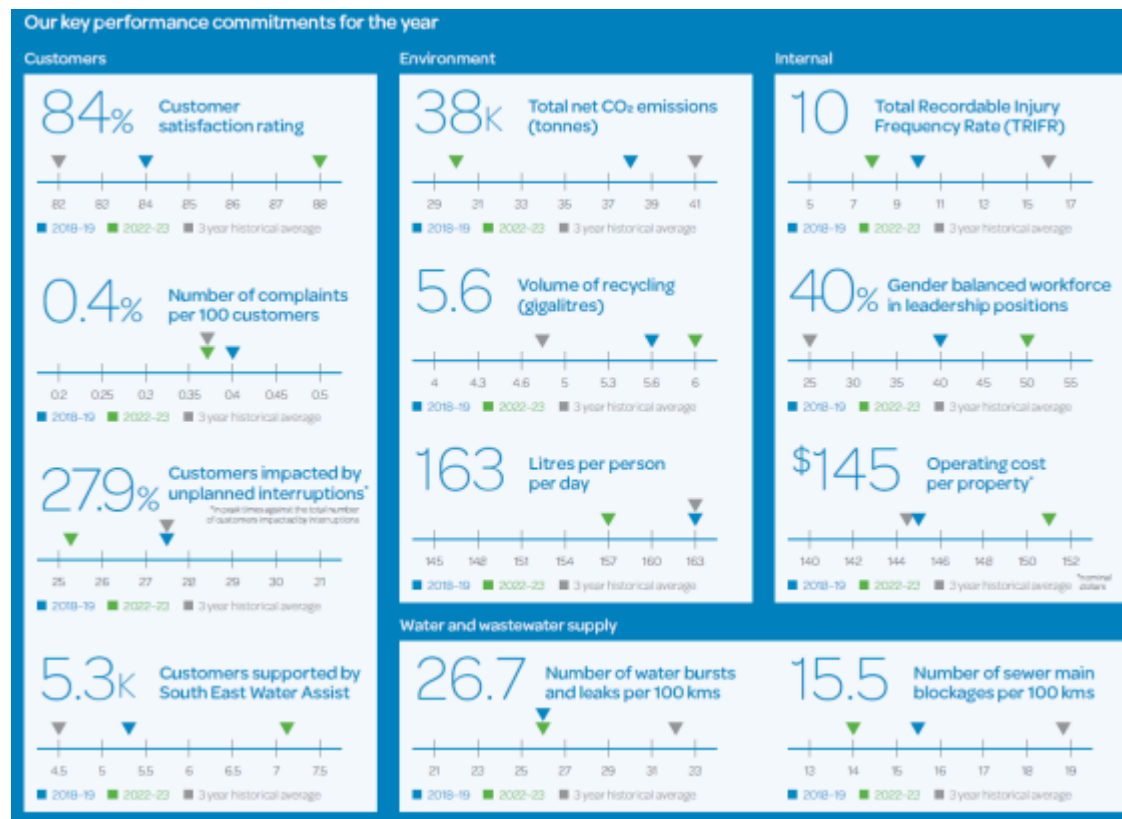 Our key performance commitments for the year
Customers
84%
Customer
satisfaction rating
82 82 84 85 86 87 88
2018-19 2022-23 3 year historical average
0.4%
Number of complaints
per 100 customers
0.2 0.25 0.3 0.35 0.4 0.45 0.5
2018-19 2022-23 3 year historical average
27.9%
Customers impacted by
unplanned interruptions*
*In peak times against the total number
of customers impacted by interruptions
25 26 27 28 29 30 31
2018-19 2022-23 3 year historical average
5.3K
Customers supported by
South East Water Assist
4.5 5 5.5 6 6.5 7 7.5
2018-19 2022-23 3 year historical average
Environment
38K
Total net CO₂ emissions
(tonnes)
29 21 33 35 37 39 41
2018-19 2022-23 3 year historical average
5.6
Volume of recycling
(gigalitres)
4 4.3 4.6 5 5.3 5.6 6
2018-19 2022-23 3 year historical average
163
Litres per person
per day
145 148 151 154 157 160 163
2018-19 2022-23 3 year historical average
Internal
10
Total Recordable Injury
Frequency Rate (TRIFR)
5 7 9 11 13 15 17
2018-19 2022-23 3 year historical average
40%
Gender balanced workforce
in leadership positions
25 30 35 40 45 50 55
2018-19 2022-23 3 year historical average
$145
Operating cost
per property*
140 142 144 146 148 150 152
2018-19 2022-23 3 year historical average
*nominal
dollars
Water and wastewater supply
26.7
Number of water bursts
and leaks per 100 kms
21 23 25 27 29 31 33
2018-19 2022-23 3 year historical average
15.5
Number of sewer main
blockages per 100 kms
13 14 15 16 17 18 19
2018-19 2022-23 3 year historical average